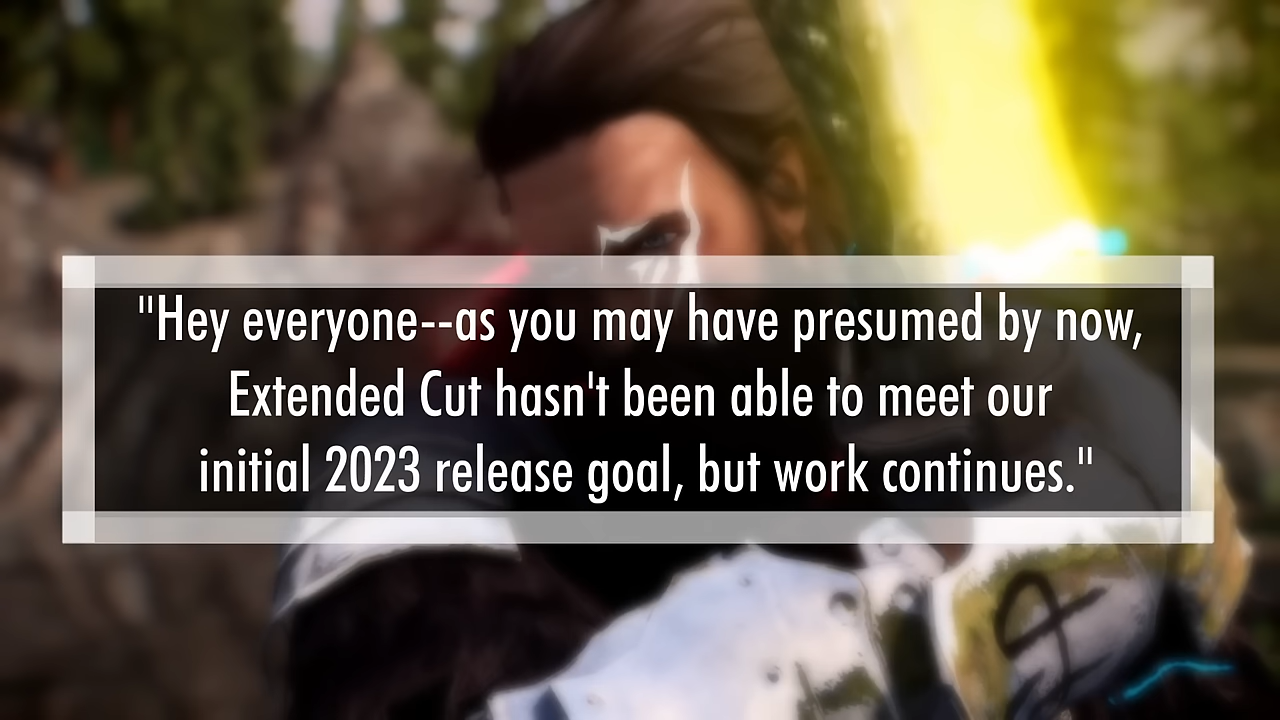 "Hey everyone--as you may have presumed by now,
Extended Cut hasn't been able to meet our
initial 2023 release goal, but work continues."